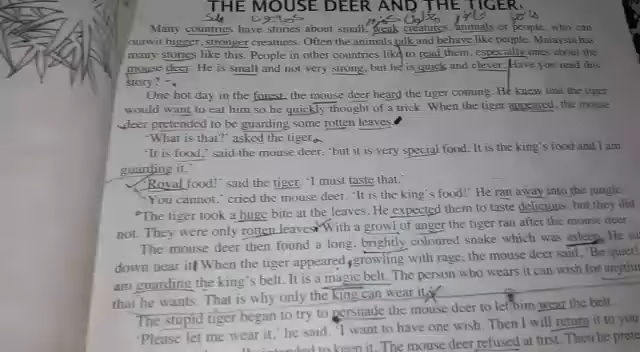 THE MOUSE DEER AND THE TIGER.
Many countries have stories about small, weak creatures, animals or people, who can
outwit bigger, stronger creatures. Often the animals talk and behave like people. Malaysia has
many stories like this. People in other countries like to read them, especially ones about the
mouse deer. He is small and not very strong, but he is quick and clever. Have you read this
story?
One hot day in the forest, the mouse deer heard the tiger coming. He knew that the tiger
would want to eat him so he quickly thought of a trick. When the tiger appeared, the mouse
deer pretended to be guarding some rotten leaves.
'What is that?' asked the tiger.
'It is food,' said the mouse deer, 'but it is very special food. It is the king's food and I am
guarding it.'
'Royal food!' said the tiger. 'I must taste that.'
'You cannot,' cried the mouse deer. 'It is the king's food!' He ran away into the jungle.
The tiger took a huge bite at the leaves. He expected them to taste delicious, but they did
not. They were only rotten leaves. With a growl of anger the tiger ran after the mouse deer.
The mouse deer then found a long, brightly coloured snake which was asleep. He sat
down near it. When the tiger appeared, growling with rage, the mouse deer said, 'Be quiet!
am guarding the king's belt. It is a magic belt. The person who wears it can wish for anything
that he wants. That is why only the king can wear it.'
The stupid tiger began to try to persuade the mouse deer to let him wear the belt.
'Please let me wear it,' he said. 'I want to have one wish. Then I will return it to you
intended to keep it. The mouse deer refused at first. Then he prete